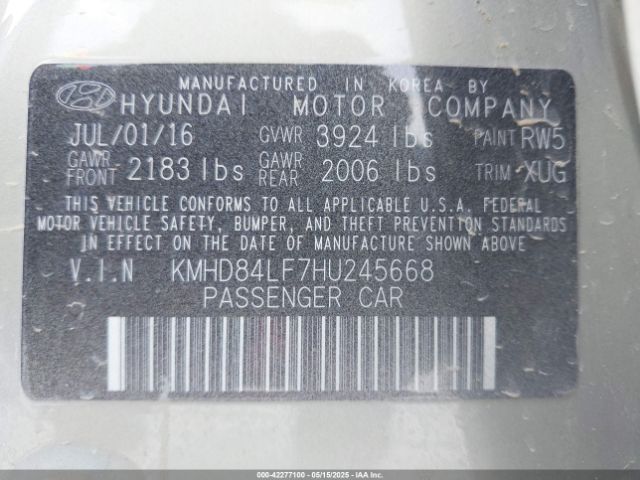 MANUFACTURED IN KOREA BY
HYUNDAI MOTOR COMPANY
JUL/01/16 GVWR 3924 lbs PAINT RW5
GAWR FRONT 2183 lbs GAWR REAR 2006 lbs TRIM XUG
THIS VEHICLE CONFORMS TO ALL APPLICABLE U.S.A. FEDERAL
MOTOR VEHICLE SAFETY, BUMPER, AND THEFT PREVENTION STANDARDS
IN EFFECT ON THE DATE OF MANUFACTURE SHOWN ABOVE
V.I.N KMHD84LF7HU245668
PASSENGER CAR
000-42277100 - 05/15/2025 - IAAI.COM